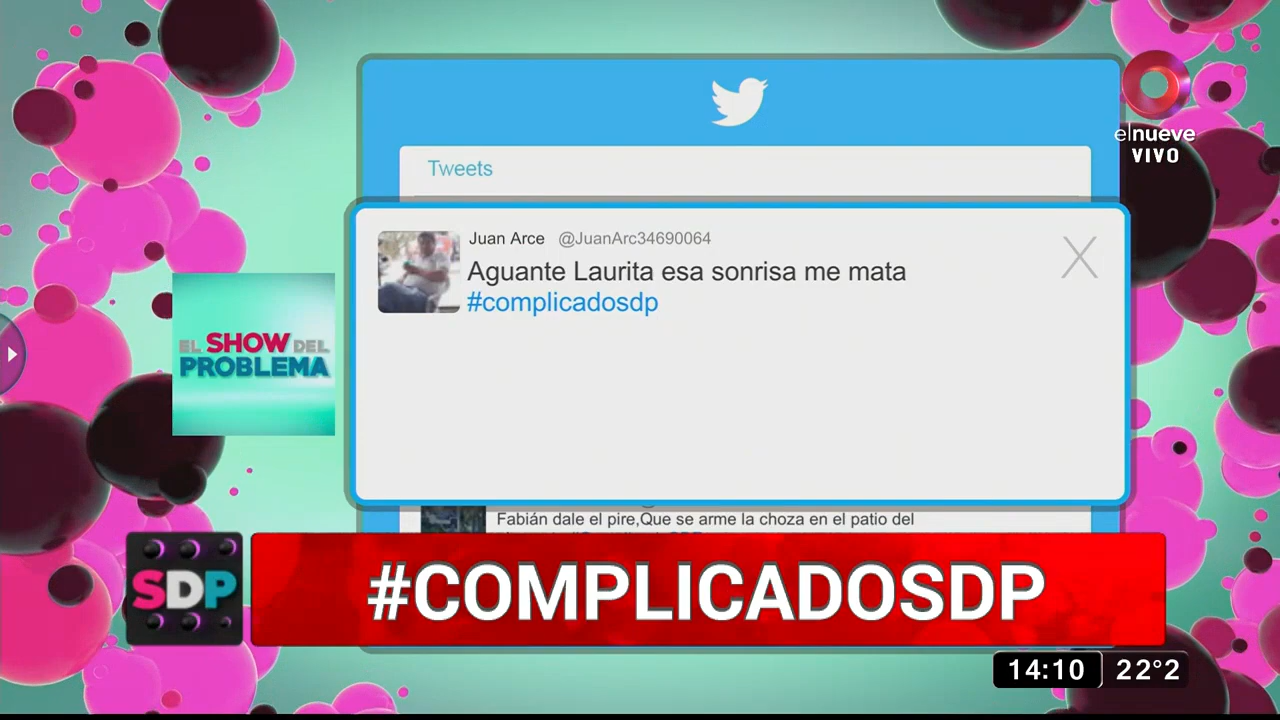 elnueve
VIVO
Tweets
Juan Arce @JuanArc34690064
Aguante Laurita esa sonrisa me mata
#complicadosdp
X
EL SHOW DEL
PROBLEMA
Fabián dale el pire,Que se arme la choza en el patio del
SDP
#COMPLICADOSDP
14:10 22°2